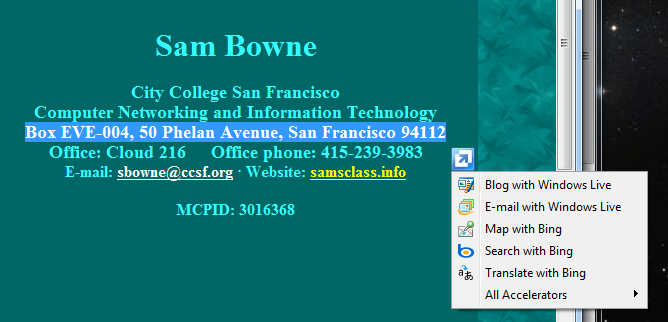 Sam Bowne
City College San Francisco
Computer Networking and Information Technology
Box EVE-004, 50 Phelan Avenue, San Francisco 94112
Office: Cloud 216 Office phone: 415-239-3983
E-mail: sbowne@ccsf.org · Website: samsclass.info
MCPID: 3016368
Blog with Windows Live
E-mail with Windows Live
Map with Bing
Search with Bing
Translate with Bing
All Accelerators